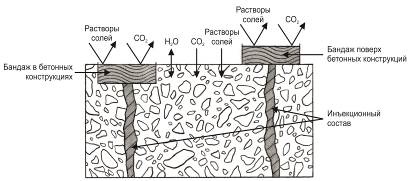 Растворы
солей
CO₂
H₂O
CO₂
Растворы
солей
Растворы
солей
CO₂
Бандаж в бетонных
конструкциях
Бандаж поверх
бетонных конструкций
Инъекционный
состав